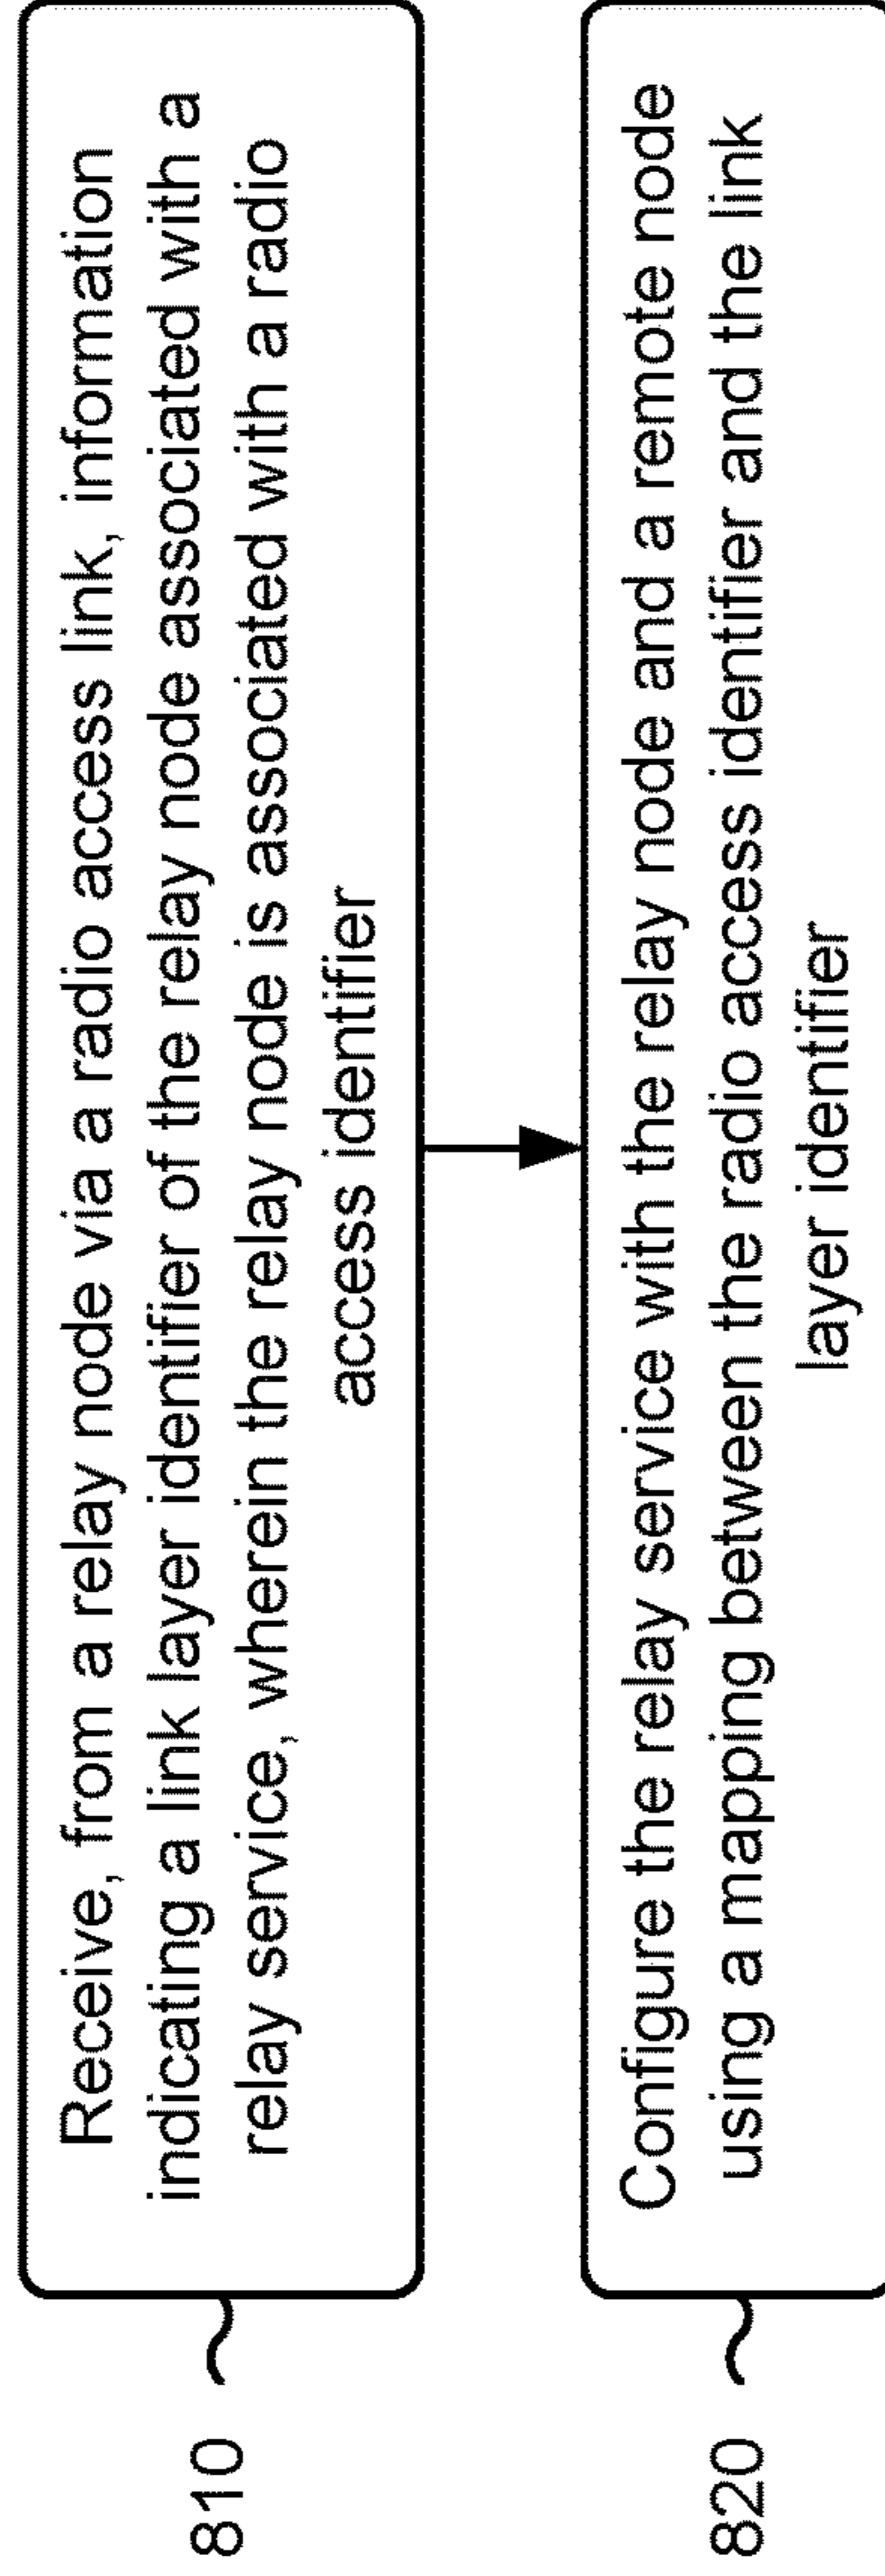 810
Receive, from a relay node via a radio access link, information
indicating a link layer identifier of the relay node associated with a
relay service, wherein the relay node is associated with a radio
access identifier
820
Configure the relay service with the relay node and a remote node
using a mapping between the radio access identifier and the link
layer identifier